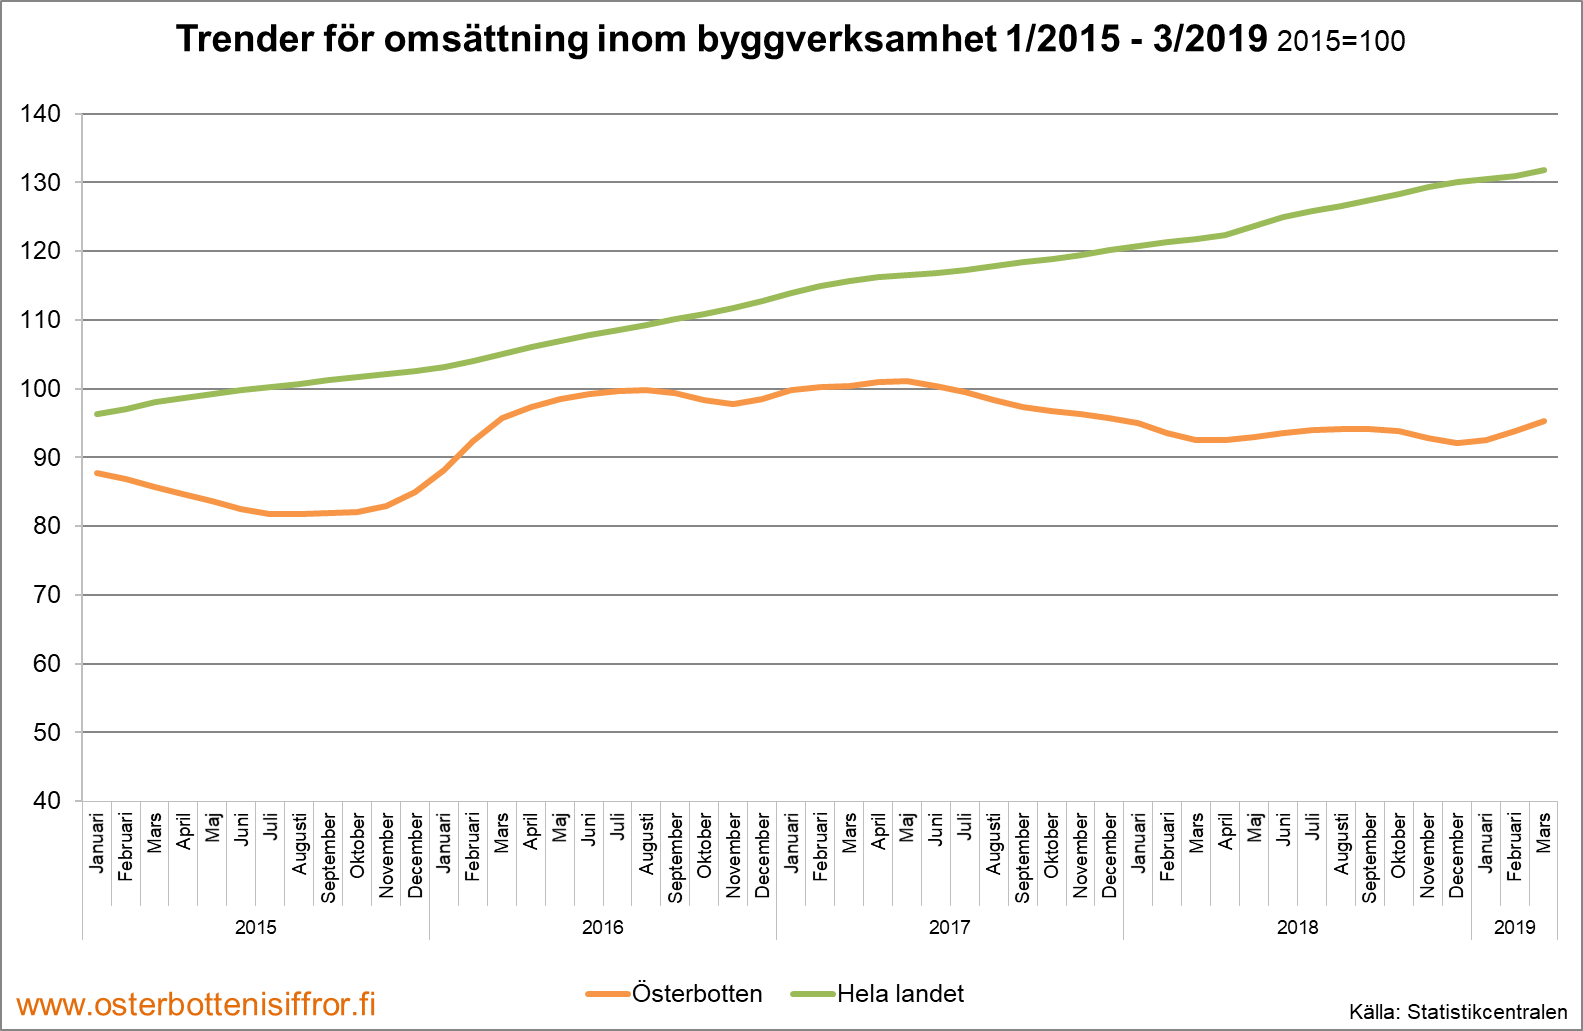 Trender för omsättning inom byggverksamhet 1/2015 - 3/2019 2015=100
140
130
120
110
100
90
80
70
60
50
40
Januari
Februari
Mars
April
Maj
Juni
Juli
Augusti
September
Oktober
November
December
Januari
Februari
Mars
April
Maj
Juni
Juli
Augusti
September
Oktober
November
December
Januari
Februari
Mars
April
Maj
Juni
Juli
Augusti
September
Oktober
November
December
Januari
Februari
Mars
April
Maj
Juni
Juli
Augusti
September
Oktober
November
December
Januari
Februari
Mars
2015
2016
2017
2018
2019
Österbotten
Hela landet
www.osterbottenisiffror.fi
Källa: Statistikcentralen